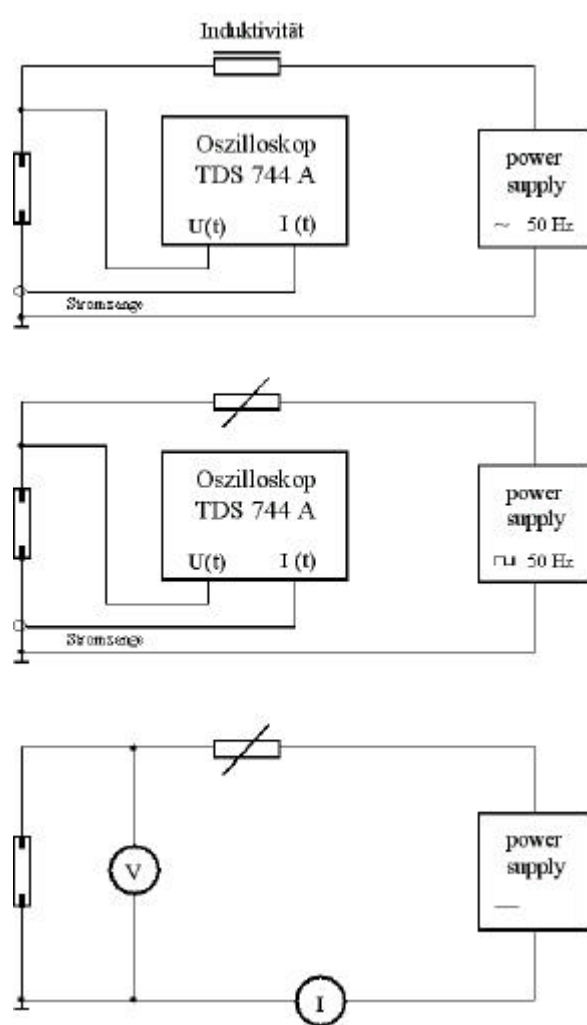 Induktivität
Oszilloskop
TDS 744 A
U(t) I (t)
power
supply
~ 50 Hz
Stromzange
Oszilloskop
TDS 744 A
U(t) I (t)
power
supply
50 Hz
Stromzange
V
power
supply
I